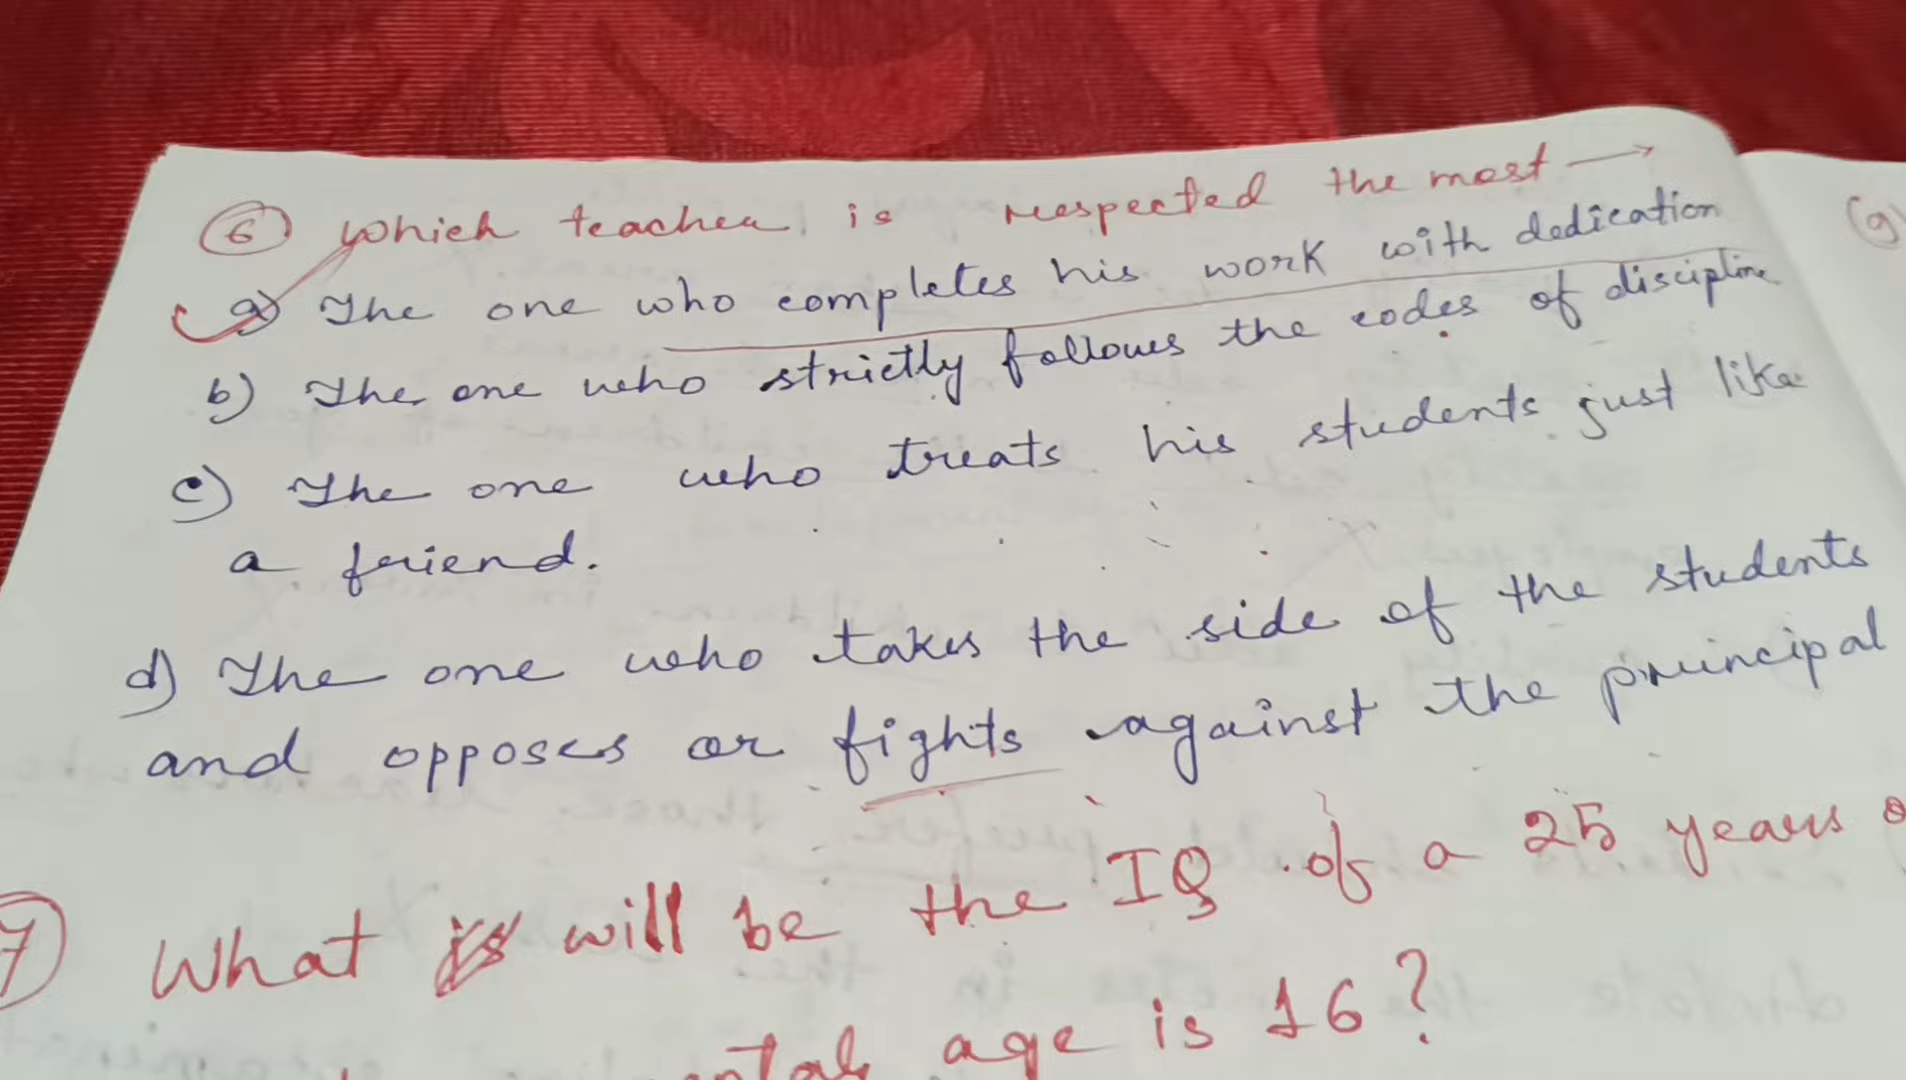 6 Which teacher is respected the most →
a) The one who completes his work with dedication
b) The one who strictly follows the codes of discipline
c) The one who treats his students just like
a friend.
d) The one who takes the side of the students
and opposes or fights against the principal
7 What will be the IQ of a 25 years
age is 16?
(g)